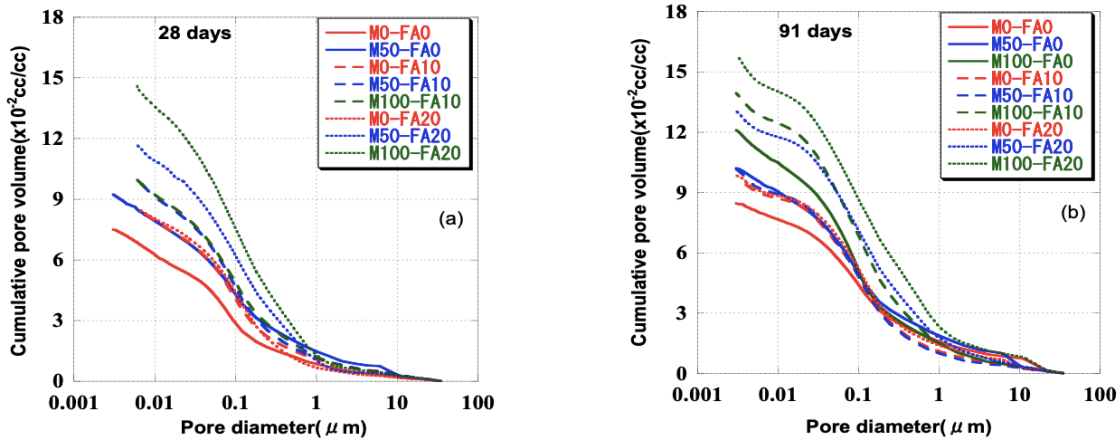 28 days
Cumulative pore volume(x10⁻²cc/cc)
18
15
12
9
6
3
0
0.001
0.01
0.1
1
10
100
Pore diameter(μm)
M0-FA0
M50-FA0
M0-FA10
M50-FA10
M100-FA10
M0-FA20
M50-FA20
M100-FA20
(a)
91 days
Cumulative pore volume(x10⁻²cc/cc)
18
15
12
9
6
3
0
0.001
0.01
0.1
1
10
100
Pore diameter(μm)
M0-FA0
M50-FA0
M100-FA0
M0-FA10
M50-FA10
M100-FA10
M0-FA20
M50-FA20
M100-FA20
(b)